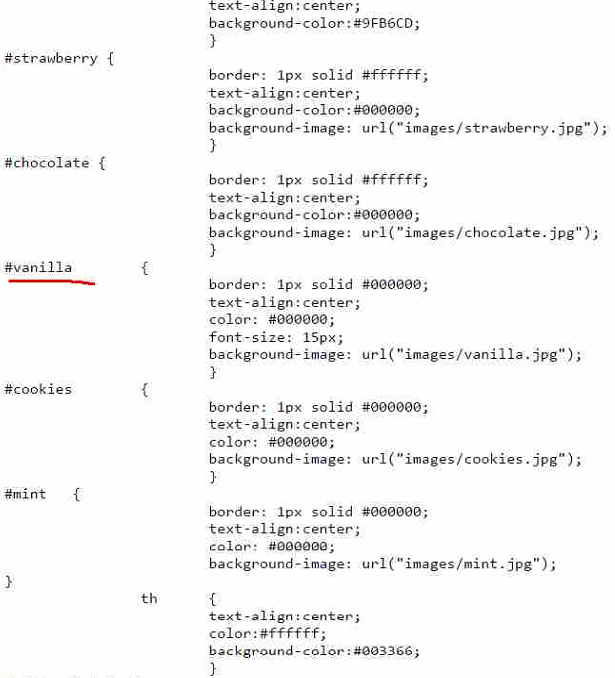 text-align:center;
background-color:#9FB6CD;
}
#strawberry {
border: 1px solid #ffffff;
text-align:center;
background-color:#000000;
background-image: url("images/strawberry.jpg");
}
#chocolate {
border: 1px solid #ffffff;
text-align:center;
background-color:#000000;
background-image: url("images/chocolate.jpg");
}
#vanilla {
border: 1px solid #000000;
text-align:center;
color: #000000;
font-size: 15px;
background-image: url("images/vanilla.jpg");
}
#cookies {
border: 1px solid #000000;
text-align:center;
color: #000000;
background-image: url("images/cookies.jpg");
}
#mint {
border: 1px solid #000000;
text-align:center;
color: #000000;
background-image: url("images/mint.jpg");
}
th {
text-align:center;
color:#ffffff;
background-color:#003366;
}